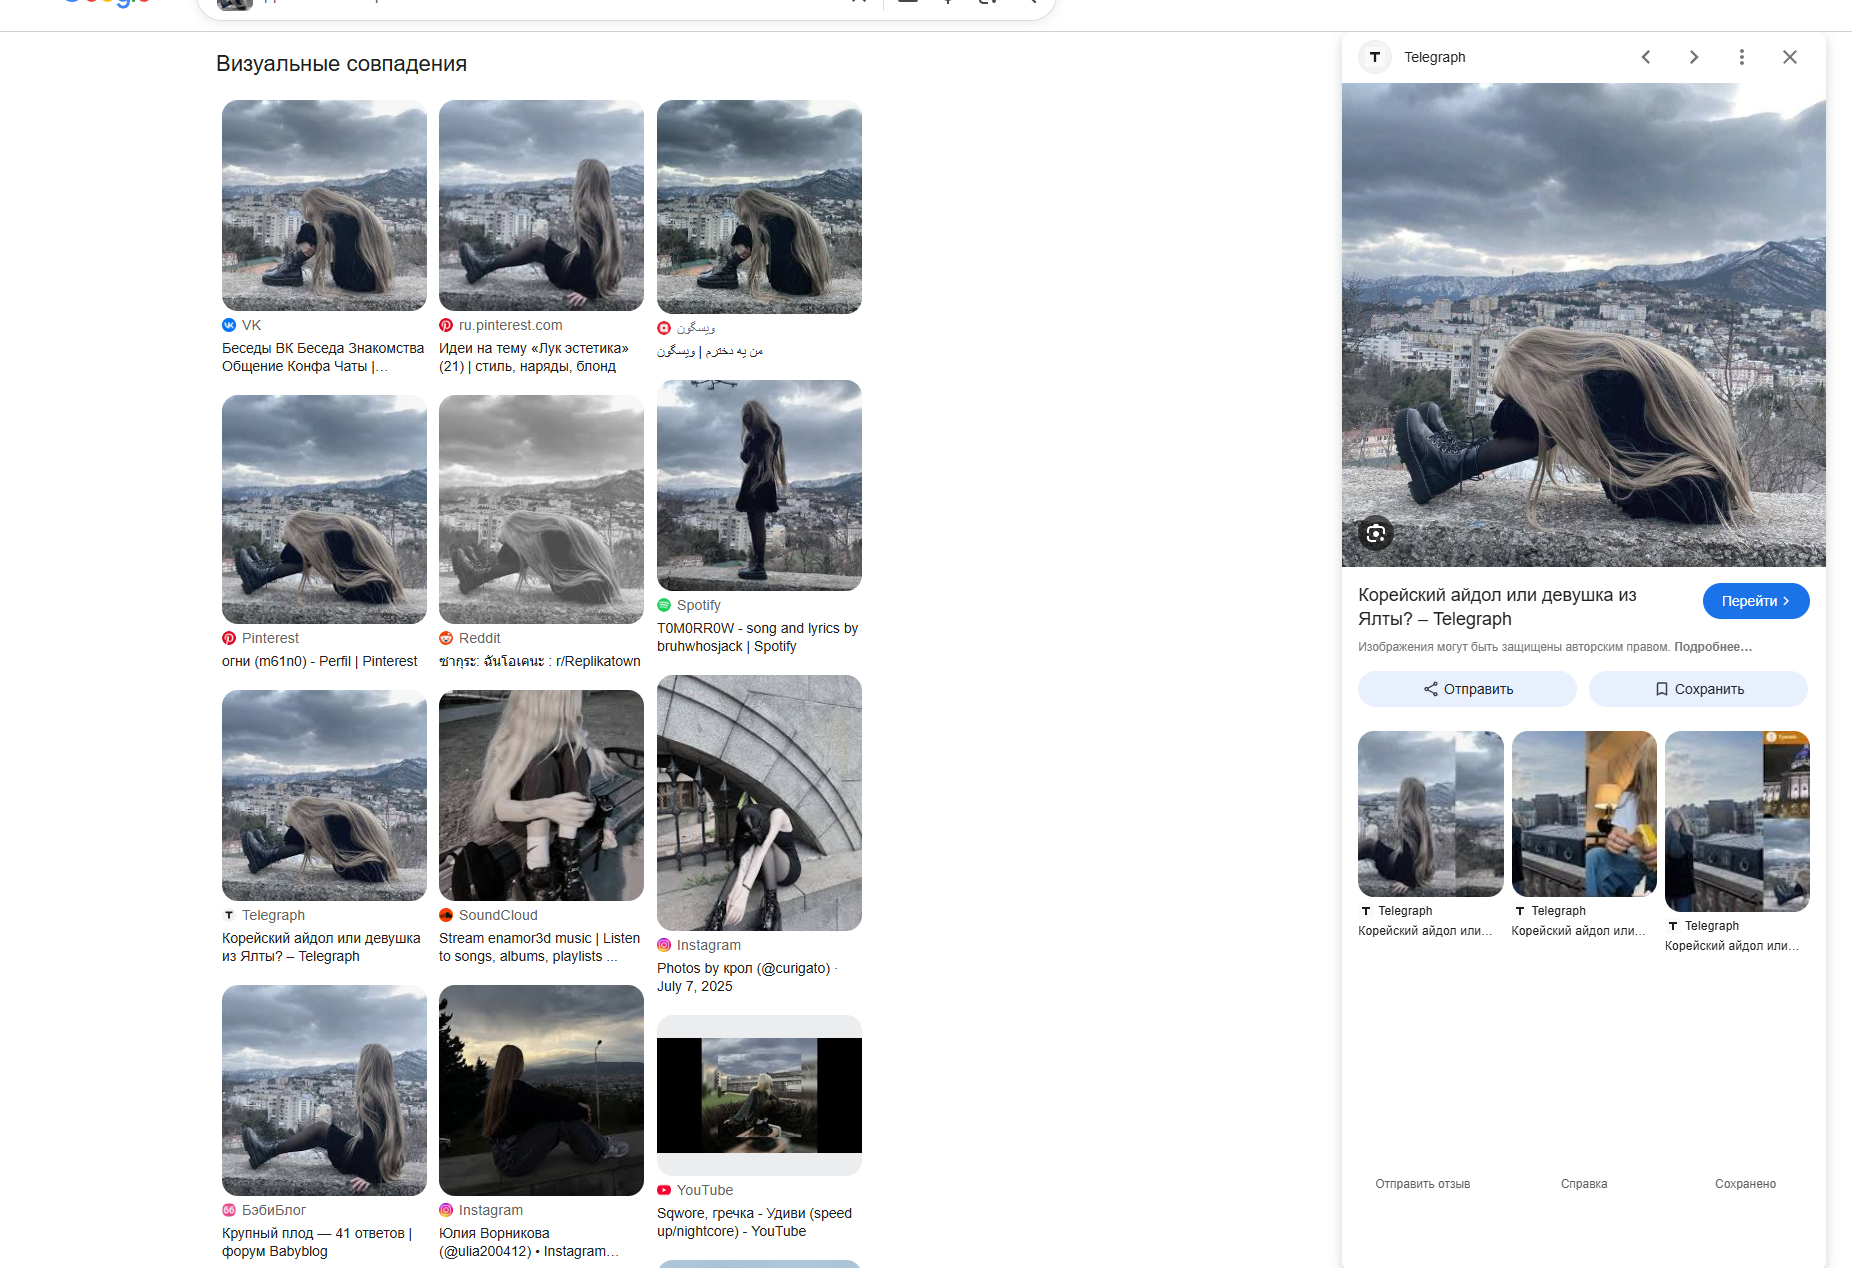 Визуальные совпадения
VK
Беседы ВК Беседа Знакомства
Общение Конфа Чаты |...
ru.pinterest.com
Идеи на тему «Лук эстетика»
(21) | стиль, наряды, блонд
ویسگون
من یه دخترم | ویسگون
Pinterest
огни (m61n0) - Perfil | Pinterest
Reddit
ซากุระ: ฉันโอเคนะ : r/Replikatown
Spotify
T0M0RR0W - song and lyrics by
bruhwhosjack | Spotify
Telegraph
Корейский айдол или девушка
из Ялты? – Telegraph
SoundCloud
Stream enamor3d music | Listen
to songs, albums, playlists ...
Instagram
Photos by крол (@curigato) ·
July 7, 2025
БэбиБлог
Крупный плод — 41 ответов |
форум Babyblog
Instagram
Юлия Ворникова
(@ulia200412) • Instagram...
YouTube
Sqwore, гречка - Удиви (speed
up/nightcore) - YouTube
T Telegraph
Корейский айдол или девушка из
Ялты? – Telegraph
Перейти
Изображения могут быть защищены авторским правом. Подробнее...
Отправить
Сохранить
Telegraph
Корейский айдол или...
Telegraph
Корейский айдол или...
Telegraph
Корейский айдол или...
Отправить отзыв
Справка
Сохранено